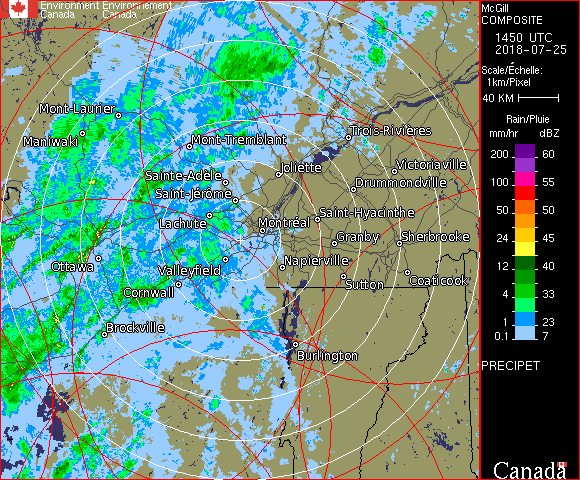 Environment Environnement
Canada Canada
McGill
COMPOSITE
1450 UTC
2018-07-25
Scale/Échelle:
1km/Pixel
40 KM
Rain/Pluie
mm/hr dBZ
200 60
100 55
50 50
24 45
12 40
4 33
1 23
0.1 7
PRECIPET
Canada
Mont-Laurier
Maniwaki
Mont-Tremblant
Trois-Rivières
Sainte-Adèle
Joliette
Victoriaville
Saint-Jérôme
Drummondville
Lachute
Montréal
Saint-Hyacinthe
Granby
Sherbrooke
Ottawa
Valleyfield
Napierville
Cornwall
Sutton
Coaticook
Brockville
Burlington